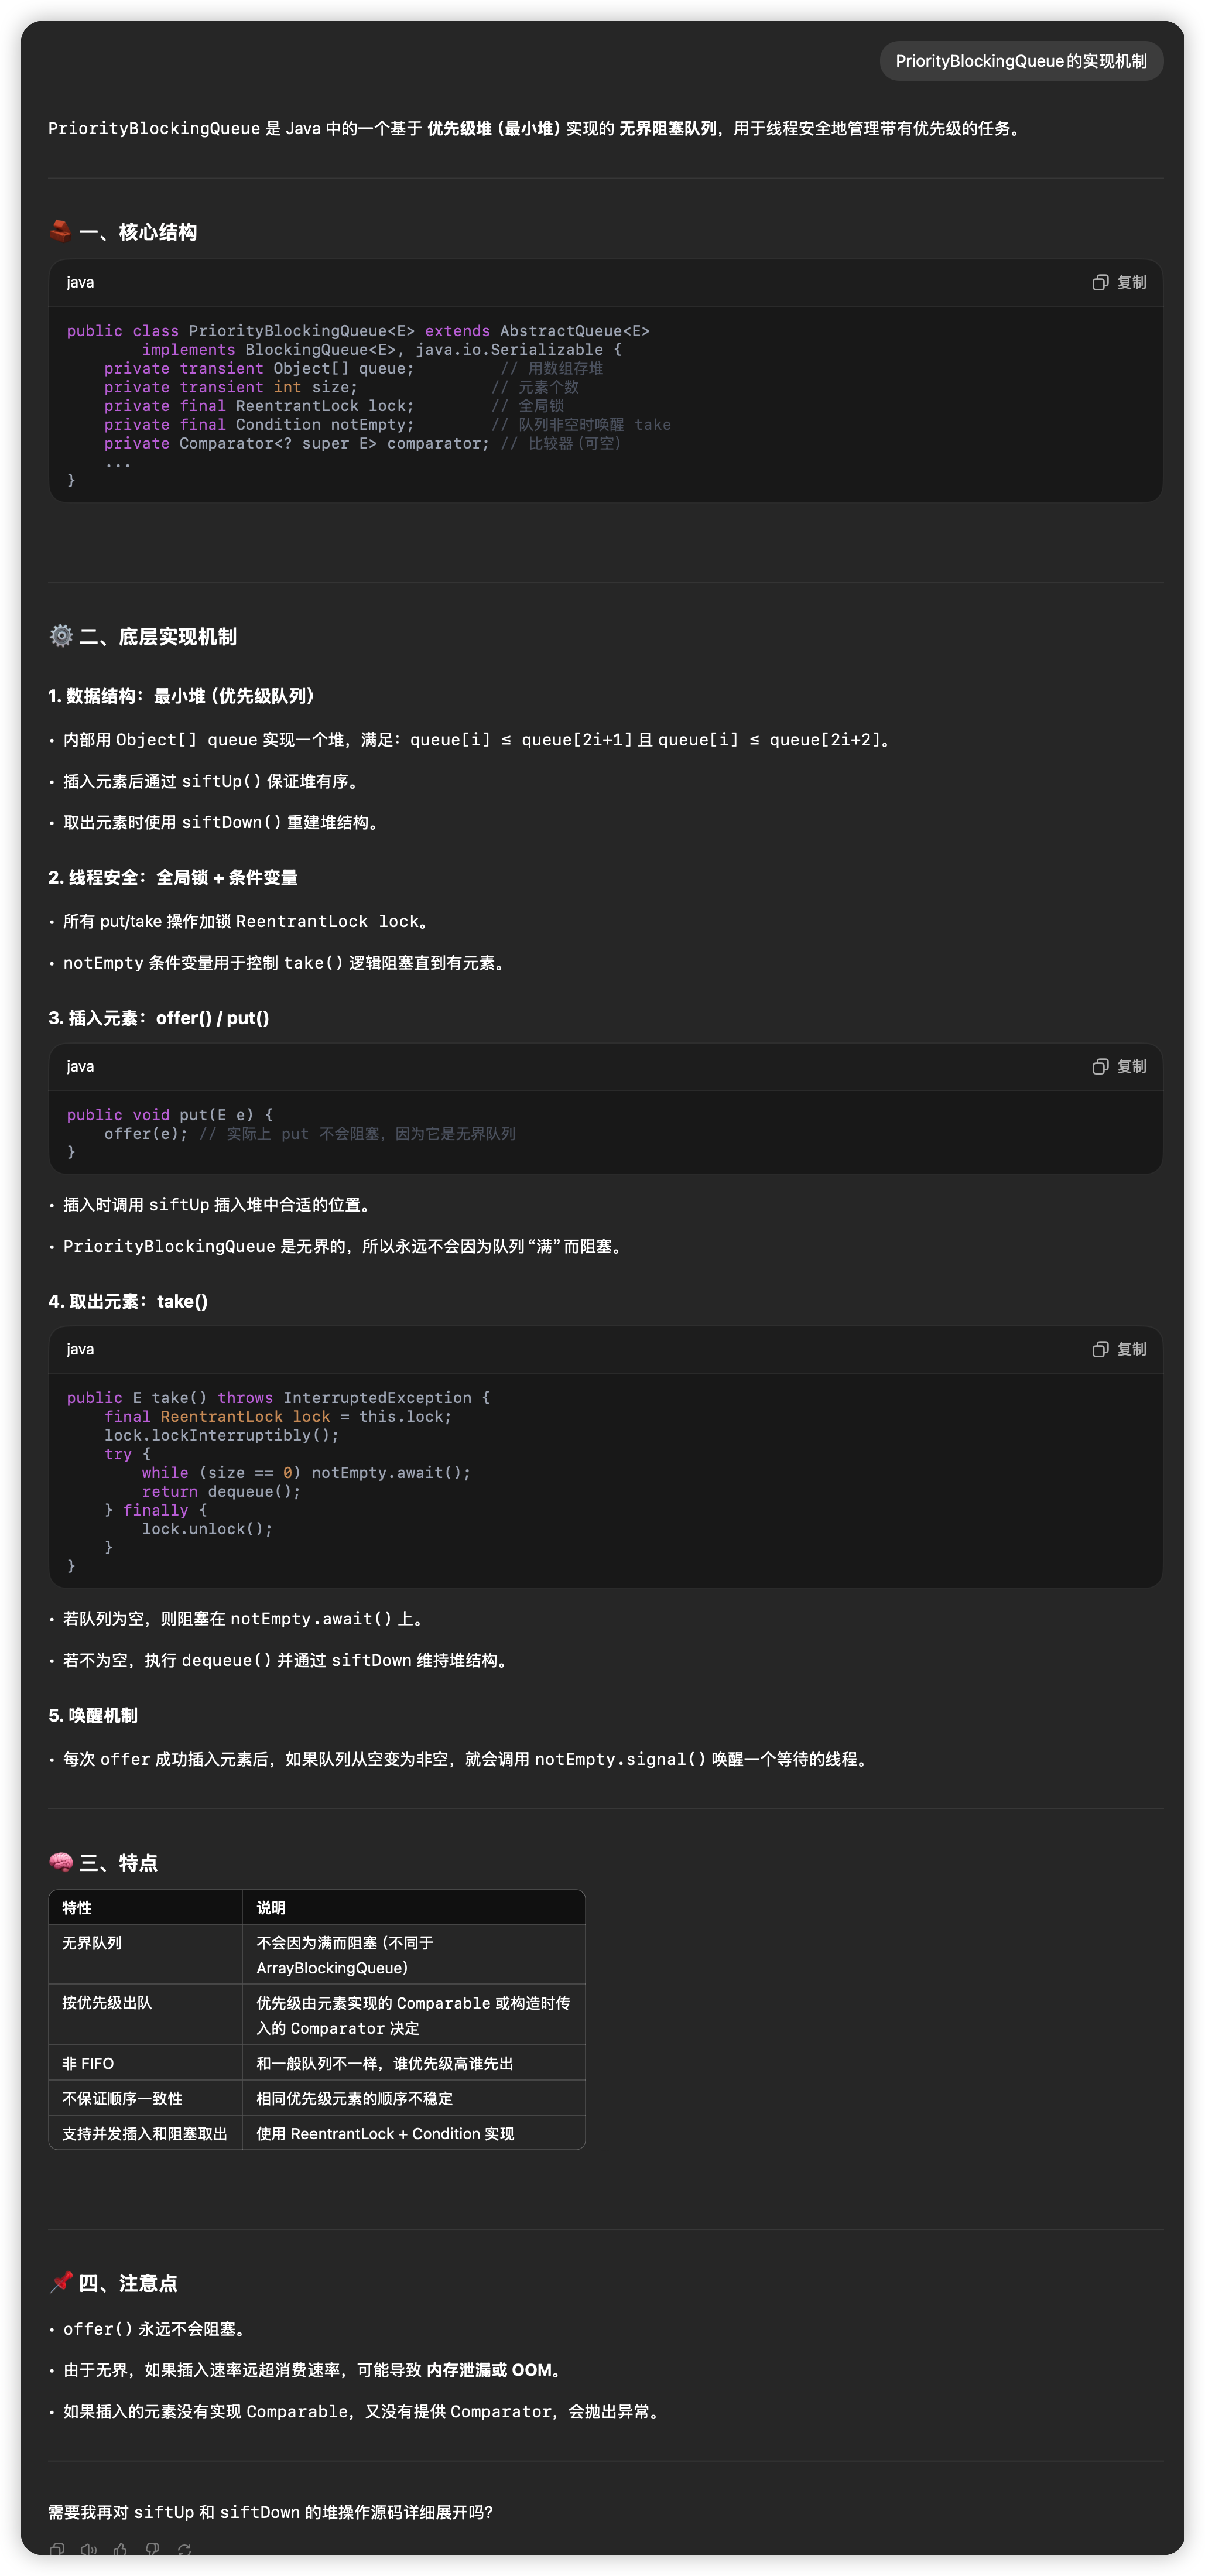 PriorityBlockingQueue的实现机制
PriorityBlockingQueue 是 Java 中的一个基于 优先级堆（最小堆）实现的 无界阻塞队列，用于线程安全地管理带有优先级的任务。
一、核心结构
java
复制
public class PriorityBlockingQueue<E> extends AbstractQueue<E>
        implements BlockingQueue<E>, java.io.Serializable {
    private transient Object[] queue;         // 用数组存堆
    private transient int size;              // 元素个数
    private final ReentrantLock lock;        // 全局锁
    private final Condition notEmpty;        // 队列非空时唤醒 take
    private Comparator<? super E> comparator; // 比较器（可空）
    ...
}
二、底层实现机制
1. 数据结构：最小堆（优先级队列）
• 内部用 Object[] queue 实现一个堆，满足：queue[i] ≤ queue[2i+1] 且 queue[i] ≤ queue[2i+2]。
• 插入元素后通过 siftUp() 保证堆有序。
• 取出元素时使用 siftDown() 重建堆结构。
2. 线程安全：全局锁 + 条件变量
• 所有 put/take 操作加锁 ReentrantLock lock。
• notEmpty 条件变量用于控制 take() 逻辑阻塞直到有元素。
3. 插入元素：offer() / put()
java
复制
public void put(E e) {
    offer(e); // 实际上 put 不会阻塞，因为它是无界队列
}
• 插入时调用 siftUp 插入堆中合适的位置。
• PriorityBlockingQueue 是无界的，所以永远不会因为队列“满”而阻塞。
4. 取出元素：take()
java
复制
public E take() throws InterruptedException {
    final ReentrantLock lock = this.lock;
    lock.lockInterruptibly();
    try {
        while (size == 0) notEmpty.await();
        return dequeue();
    } finally {
        lock.unlock();
    }
}
• 若队列为空，则阻塞在 notEmpty.await() 上。
• 若不为空，执行 dequeue() 并通过 siftDown 维持堆结构。
5. 唤醒机制
• 每次 offer 成功插入元素后，如果队列从空变为非空，就会调用 notEmpty.signal() 唤醒一个等待的线程。
三、特点
特性 说明
无界队列 不会因为满而阻塞（不同于
ArrayBlockingQueue）
按优先级出队 优先级由元素实现的 Comparable 或构造时传
入的 Comparator 决定
非 FIFO 和一般队列不一样，谁优先级高谁先出
不保证顺序一致性 相同优先级元素的顺序不稳定
支持并发插入和阻塞取出 使用 ReentrantLock + Condition 实现
四、注意点
• offer() 永远不会阻塞。
• 由于无界，如果插入速率远超消费速率，可能导致 内存泄漏或 OOM。
• 如果插入的元素没有实现 Comparable，又没有提供 Comparator，会抛出异常。
需要我再对 siftUp 和 siftDown 的堆操作源码详细展开吗？